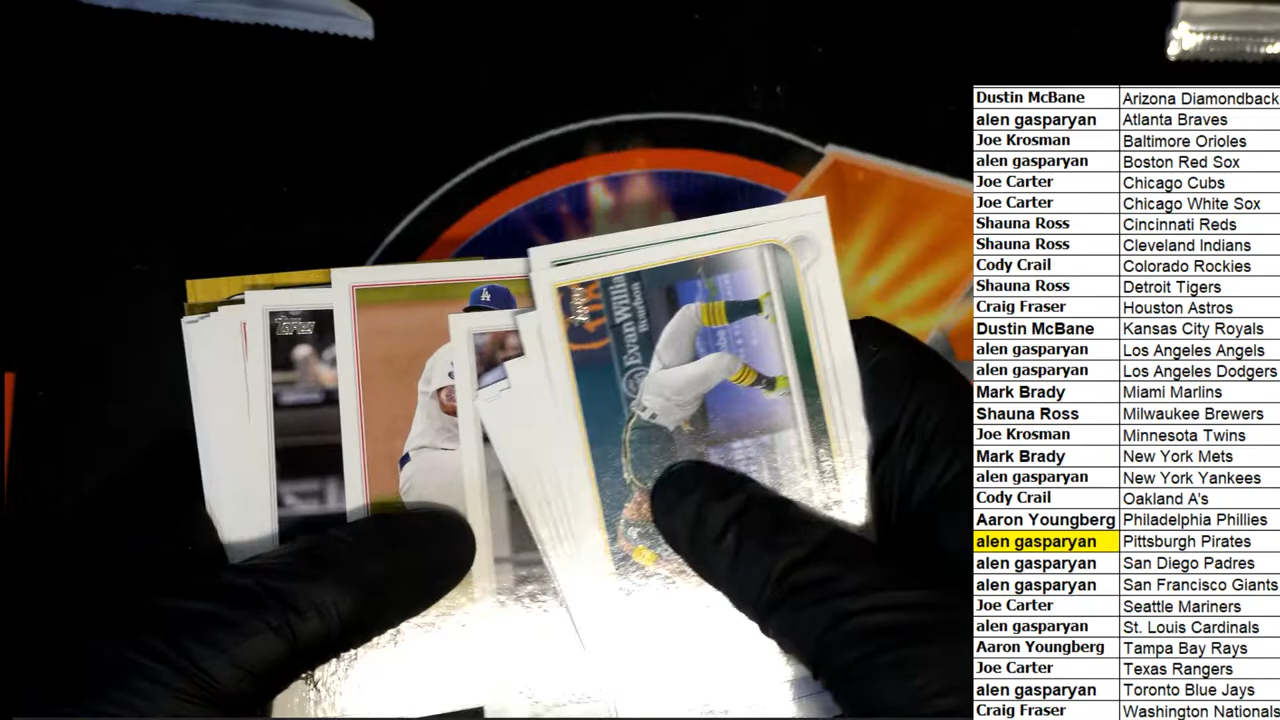 Dustin McBane Arizona Diamondback
alen gasparyan Atlanta Braves
Joe Krosman Baltimore Orioles
alen gasparyan Boston Red Sox
Joe Carter Chicago Cubs
Joe Carter Chicago White Sox
Shauna Ross Cincinnati Reds
Shauna Ross Cleveland Indians
Cody Crail Colorado Rockies
Shauna Ross Detroit Tigers
Craig Fraser Houston Astros
Dustin McBane Kansas City Royals
alen gasparyan Los Angeles Angels
alen gasparyan Los Angeles Dodgers
Mark Brady Miami Marlins
Shauna Ross Milwaukee Brewers
Joe Krosman Minnesota Twins
Mark Brady New York Mets
alen gasparyan New York Yankees
Cody Crail Oakland A's
Aaron Youngberg Philadelphia Phillies
alen gasparyan Pittsburgh Pirates
alen gasparyan San Diego Padres
alen gasparyan San Francisco Giants
Joe Carter Seattle Mariners
alen gasparyan St. Louis Cardinals
Aaron Youngberg Tampa Bay Rays
Joe Carter Texas Rangers
alen gasparyan Toronto Blue Jays
Craig Fraser Washington Nationals
Topps
LA
Evan Willi
Bourbon
Topps